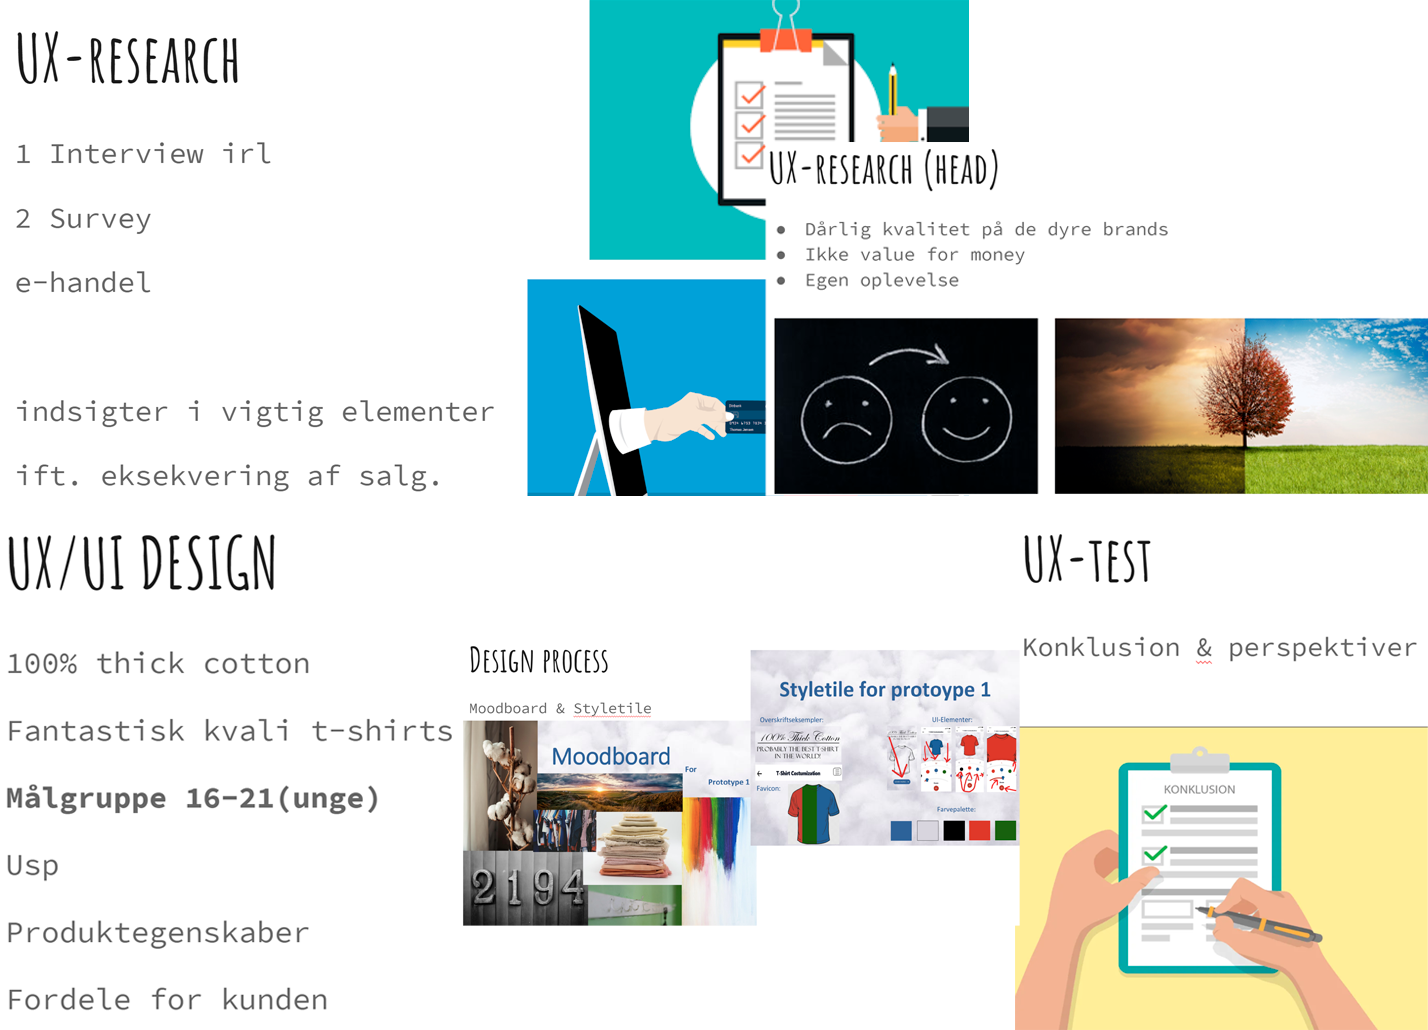 UX-RESEARCH
1 Interview irl
2 Survey
e-handel
indsigter i vigtig elementer
ift. eksekvering af salg.
UX-RESEARCH (HEAD)
● Dårlig kvalitet på de dyre brands
● Ikke value for money
● Egen oplevelse
UX/UI DESIGN
100% thick cotton
Fantastisk kvali t-shirts
Målgruppe 16-21(unge)
Usp
Produktegenskaber
Fordele for kunden
DESIGN PROCESS
Moodboard & Styletile
Moodboard
For
Prototype 1
2194
Styletile for protoype 1
Overskriftseksempler:
100% Thick Cotton
PROBABLY THE BEST T-SHIRT
IN THE WORLD!
T-Shirt Costumization
Favicon:
UI-Elementer:
Farvepalette:
UX-TEST
Konklusion & perspektiver
KONKLUSION